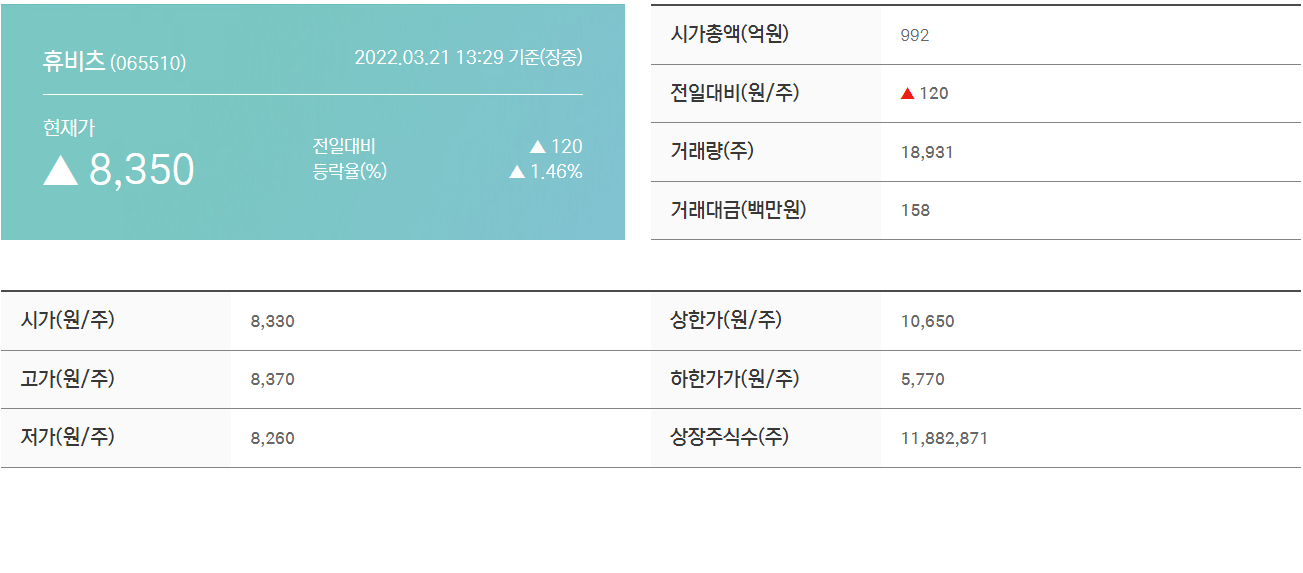 휴비츠 (065510) 2022.03.21 13:29 기준(장중)
현재가
▲ 8,350
전일대비 ▲ 120
등락율(%) ▲ 1.46%
시가총액(억원) 992
전일대비(원/주) ▲ 120
거래량(주) 18,931
거래대금(백만원) 158
시가(원/주) 8,330 상한가(원/주) 10,650
고가(원/주) 8,370 하한가가(원/주) 5,770
저가(원/주) 8,260 상장주식수(주) 11,882,871